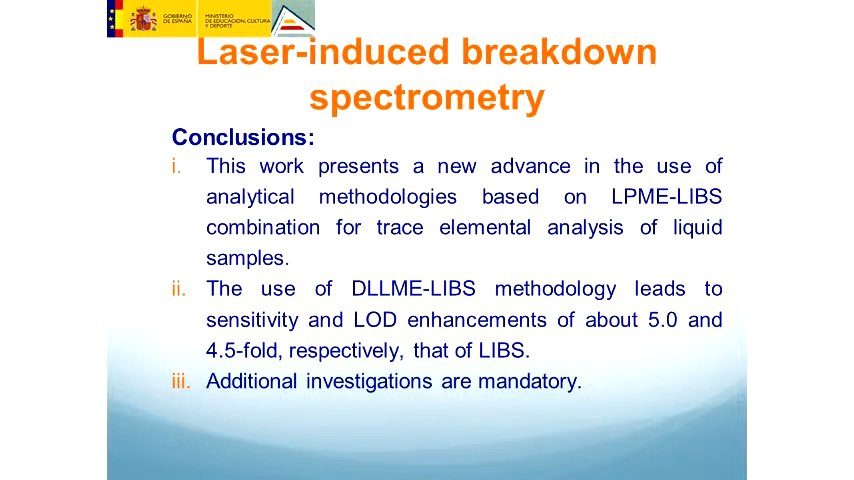 GOBIERNO
DE ESPAÑA
MINISTERIO
DE EDUCACIÓN, CULTURA
Y DEPORTE
Laser-induced breakdown
spectrometry
Conclusions:
i. This work presents a new advance in the use of
analytical methodologies based on LPME-LIBS
combination for trace elemental analysis of liquid
samples.
ii. The use of DLLME-LIBS methodology leads to
sensitivity and LOD enhancements of about 5.0 and
4.5-fold, respectively, that of LIBS.
iii. Additional investigations are mandatory.